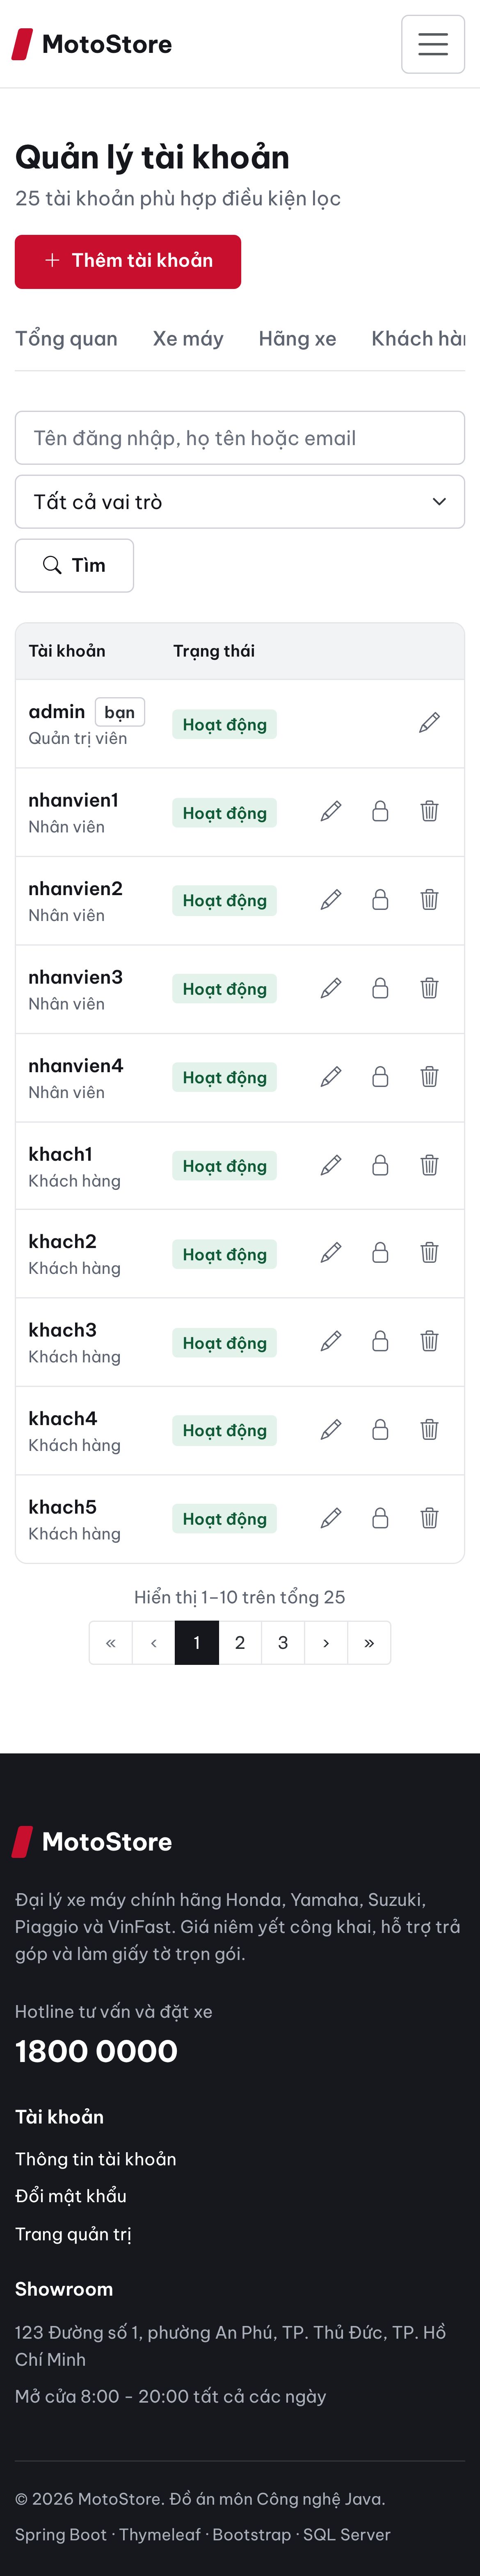 MotoStore
Quản lý tài khoản
25 tài khoản phù hợp điều kiện lọc
+ Thêm tài khoản
Tổng quan Xe máy Hãng xe Khách hàn
Tên đăng nhập, họ tên hoặc email
Tất cả vai trò
Tìm
Tài khoản Trạng thái
admin bạn
Quản trị viên
Hoạt động
nhanvien1
Nhân viên
Hoạt động
nhanvien2
Nhân viên
Hoạt động
nhanvien3
Nhân viên
Hoạt động
nhanvien4
Nhân viên
Hoạt động
khach1
Khách hàng
Hoạt động
khach2
Khách hàng
Hoạt động
khach3
Khách hàng
Hoạt động
khach4
Khách hàng
Hoạt động
khach5
Khách hàng
Hoạt động
Hiển thị 1–10 trên tổng 25
« ‹ 1 2 3 › »
MotoStore
Đại lý xe máy chính hãng Honda, Yamaha, Suzuki,
Piaggio và VinFast. Giá niêm yết công khai, hỗ trợ trả
góp và làm giấy tờ trọn gói.
Hotline tư vấn và đặt xe
1800 0000
Tài khoản
Thông tin tài khoản
Đổi mật khẩu
Trang quản trị
Showroom
123 Đường số 1, phường An Phú, TP. Thủ Đức, TP. Hồ
Chí Minh
Mở cửa 8:00 - 20:00 tất cả các ngày
© 2026 MotoStore. Đồ án môn Công nghệ Java.
Spring Boot · Thymeleaf · Bootstrap · SQL Server